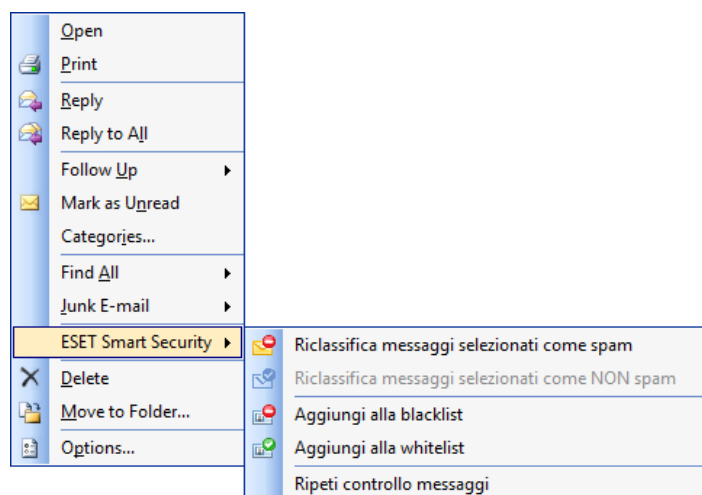 Open
Print
Reply
Reply to All
Follow Up
Mark as Unread
Categories...
Find All
Junk E-mail
ESET Smart Security
Riclassifica messaggi selezionati come spam
Delete
Riclassifica messaggi selezionati come NON spam
Move to Folder...
Aggiungi alla blacklist
Options...
Aggiungi alla whitelist
Ripeti controllo messaggi